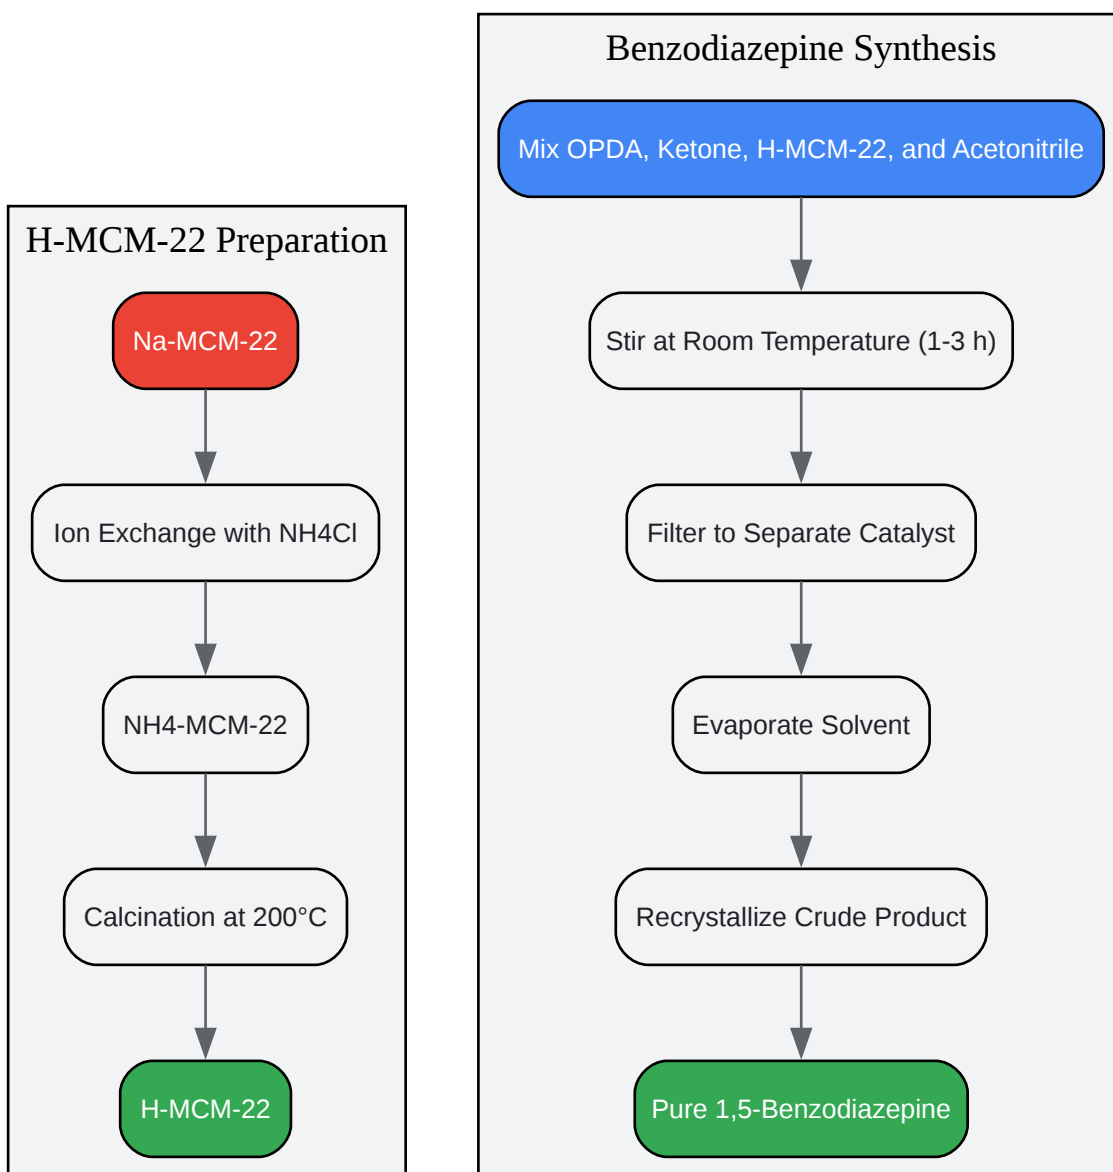 H-MCM-22 Preparation
Na-MCM-22
Ion Exchange with NH4Cl
NH4-MCM-22
Calcination at 200°C
H-MCM-22
Benzodiazepine Synthesis
Mix OPDA, Ketone, H-MCM-22, and Acetonitrile
Stir at Room Temperature (1-3 h)
Filter to Separate Catalyst
Evaporate Solvent
Recrystallize Crude Product
Pure 1,5-Benzodiazepine